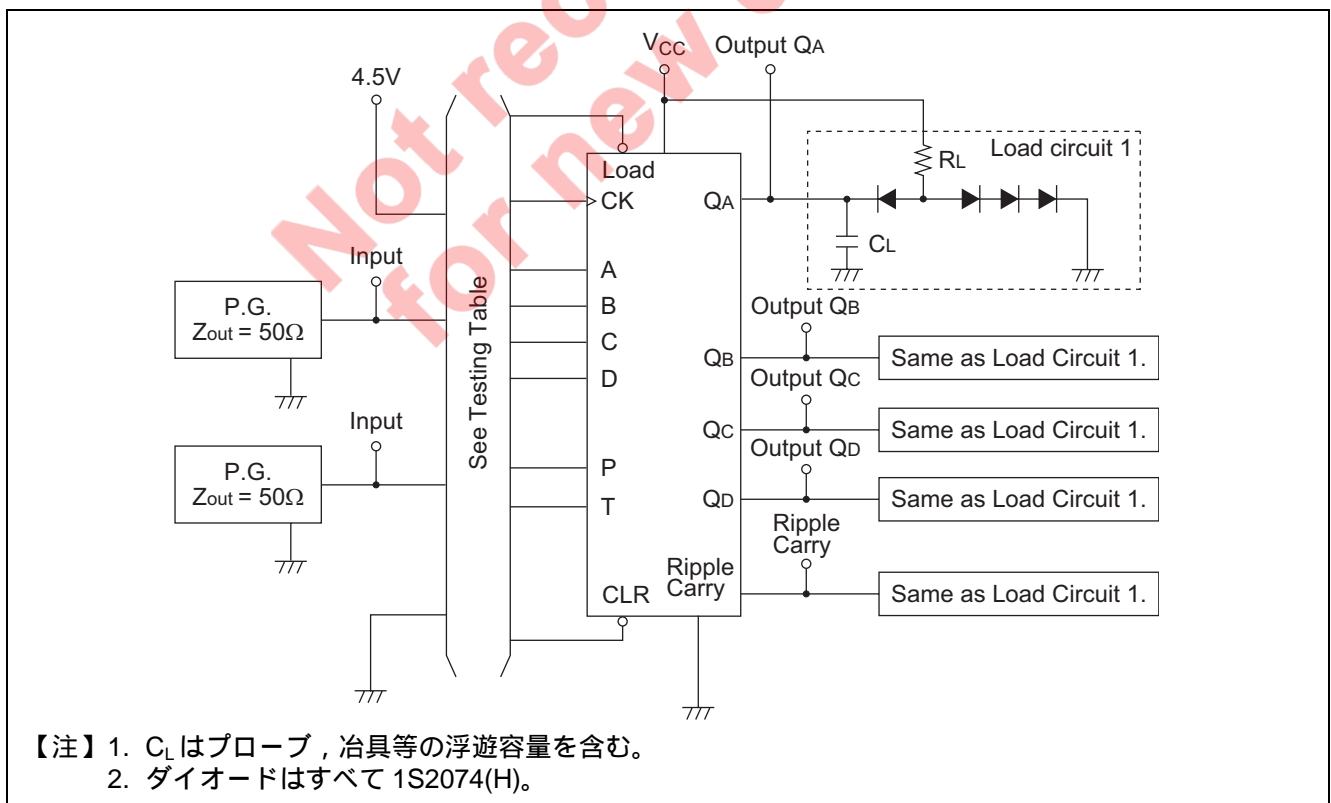 Not reco
for new
VCC Output QA
4.5V
Load circuit 1
RL
Load
CK
QA
CL
Input
P.G.
Zout = 50Ω
A
B
C
D
See Testing Table
Output QB
QB
Same as Load Circuit 1.
Output QC
QC
Same as Load Circuit 1.
Input
P.G.
Zout = 50Ω
P
T
Output QD
QD
Same as Load Circuit 1.
Ripple
Carry
Ripple
Carry
Same as Load Circuit 1.
CLR
【注】1. CLはプローブ,冶具等の浮遊容量を含む。
2. ダイオードはすべて 1S2074(H)。